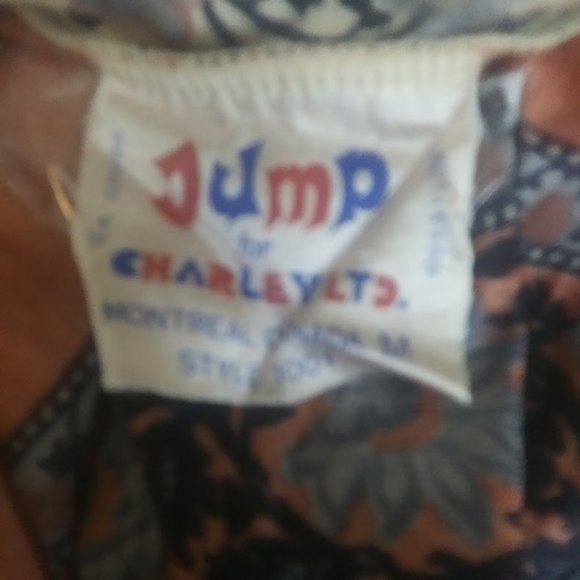 JUMP
for
CHARLEY LTD.
MONTREAL CANADA M
STYLE